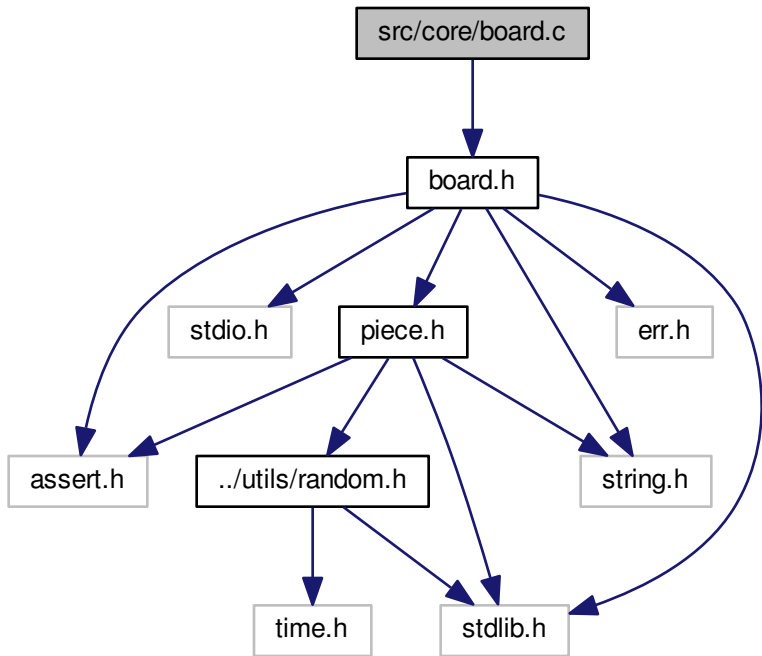 src/core/board.c
board.h
stdio.h
piece.h
err.h
assert.h
../utils/random.h
string.h
time.h
stdlib.h